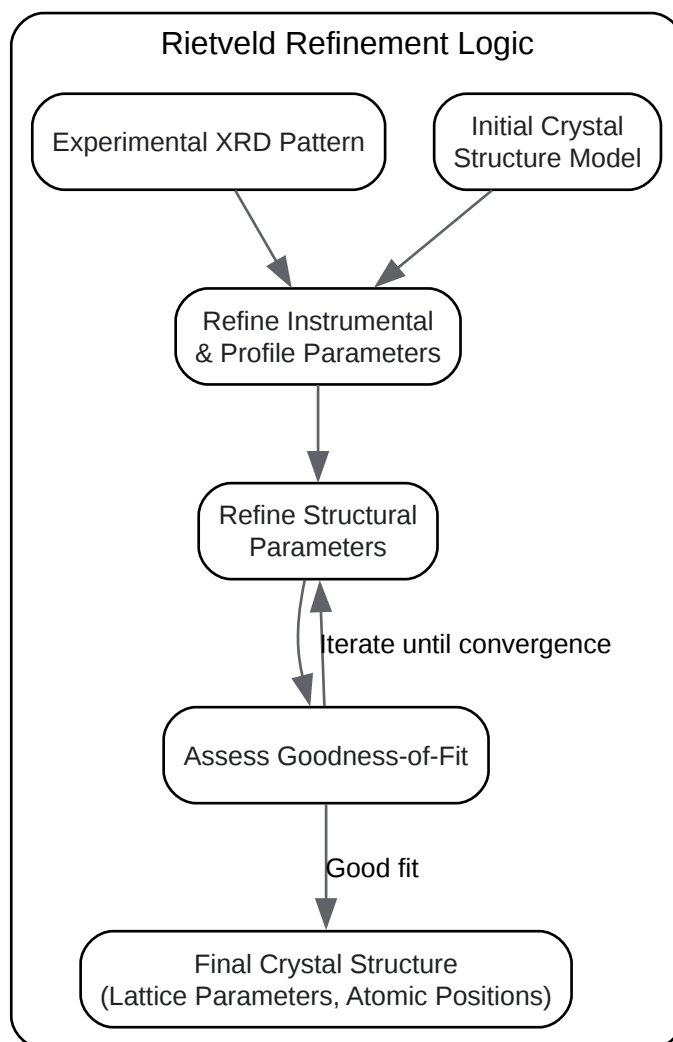 Rietveld Refinement Logic
Experimental XRD Pattern
Initial Crystal
Structure Model
Refine Instrumental
& Profile Parameters
Refine Structural
Parameters
Iterate until convergence
Assess Goodness-of-Fit
Good fit
Final Crystal Structure
(Lattice Parameters, Atomic Positions)